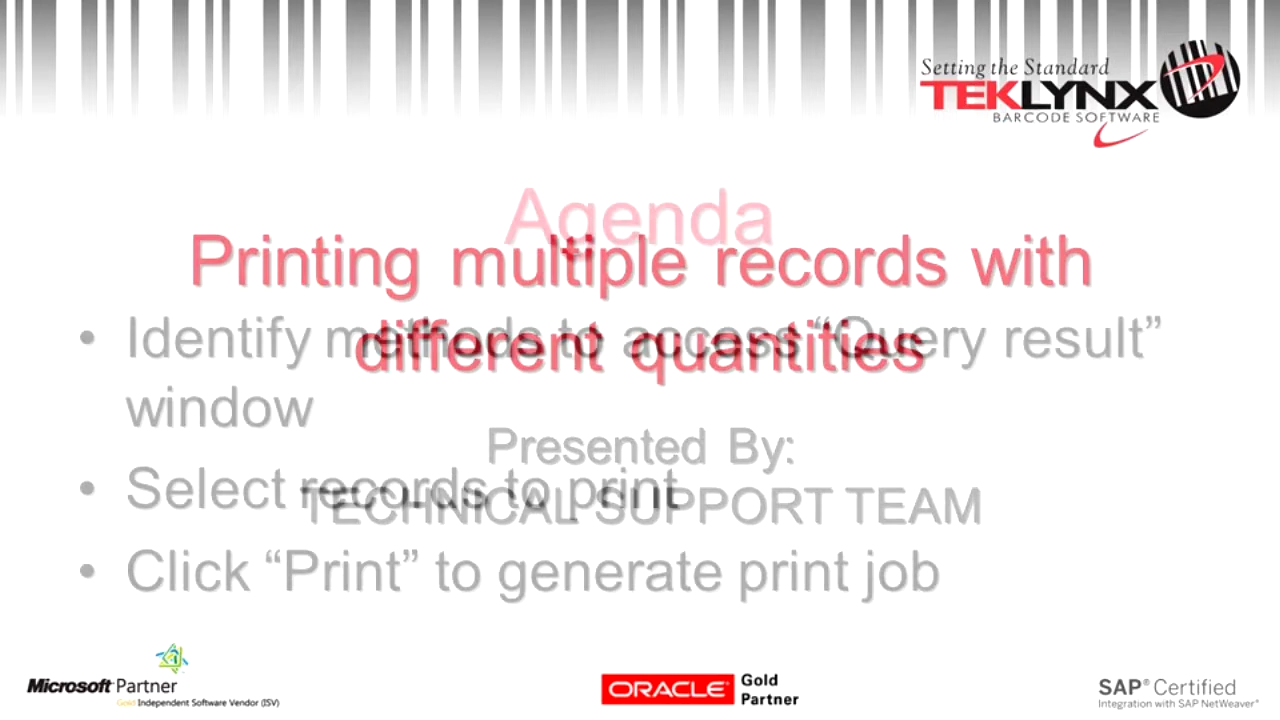 Setting the Standard
TEKLYNX
BARCODE SOFTWARE
Agenda
Printing multiple records with
different quantities
• Identify methods to access “Query result”
window
Presented By:
• Select records to print
TECHNICAL SUPPORT TEAM
• Click “Print” to generate print job
Microsoft Partner
Gold Independent Software Vendor (ISV)
ORACLE Gold
Partner
SAP® Certified
Integration with SAP NetWeaver®